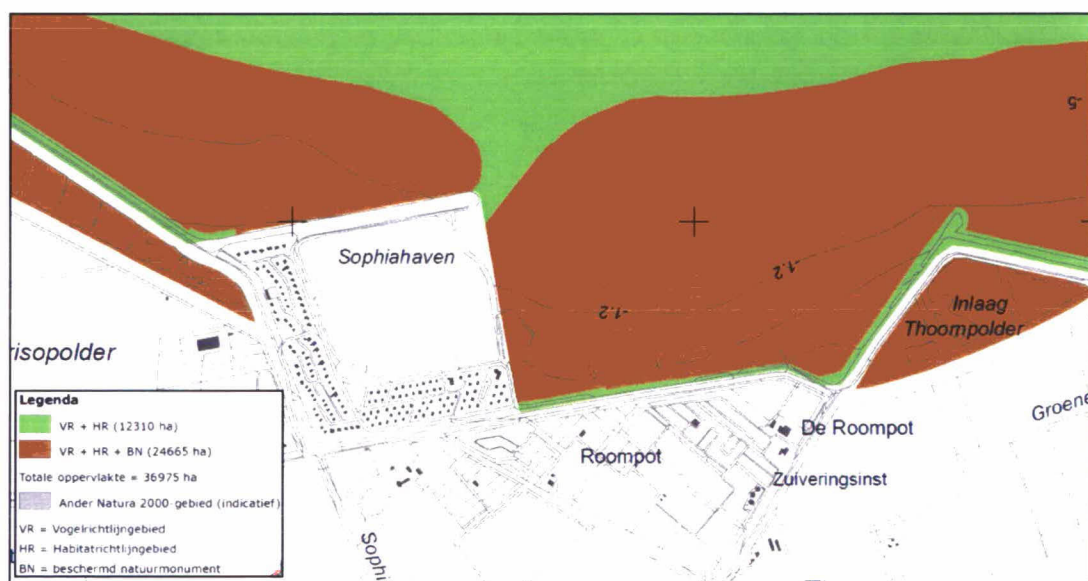 -5
Sophiahaven
-1.2
-1.2
Inlaag
Thoompolder
risopolder
Groene
De Roompot
Roompot
Zuiveringsinst
Sophi
Legenda
VR + HR (12310 ha)
VR + HR + BN (24665 ha)
Totale oppervlakte = 36975 ha
Ander Natura 2000-gebied (indicatief)
VR = Vogelrichtlijngebied
HR = Habitatrichtlijngebied
BN = beschermd natuurmonument